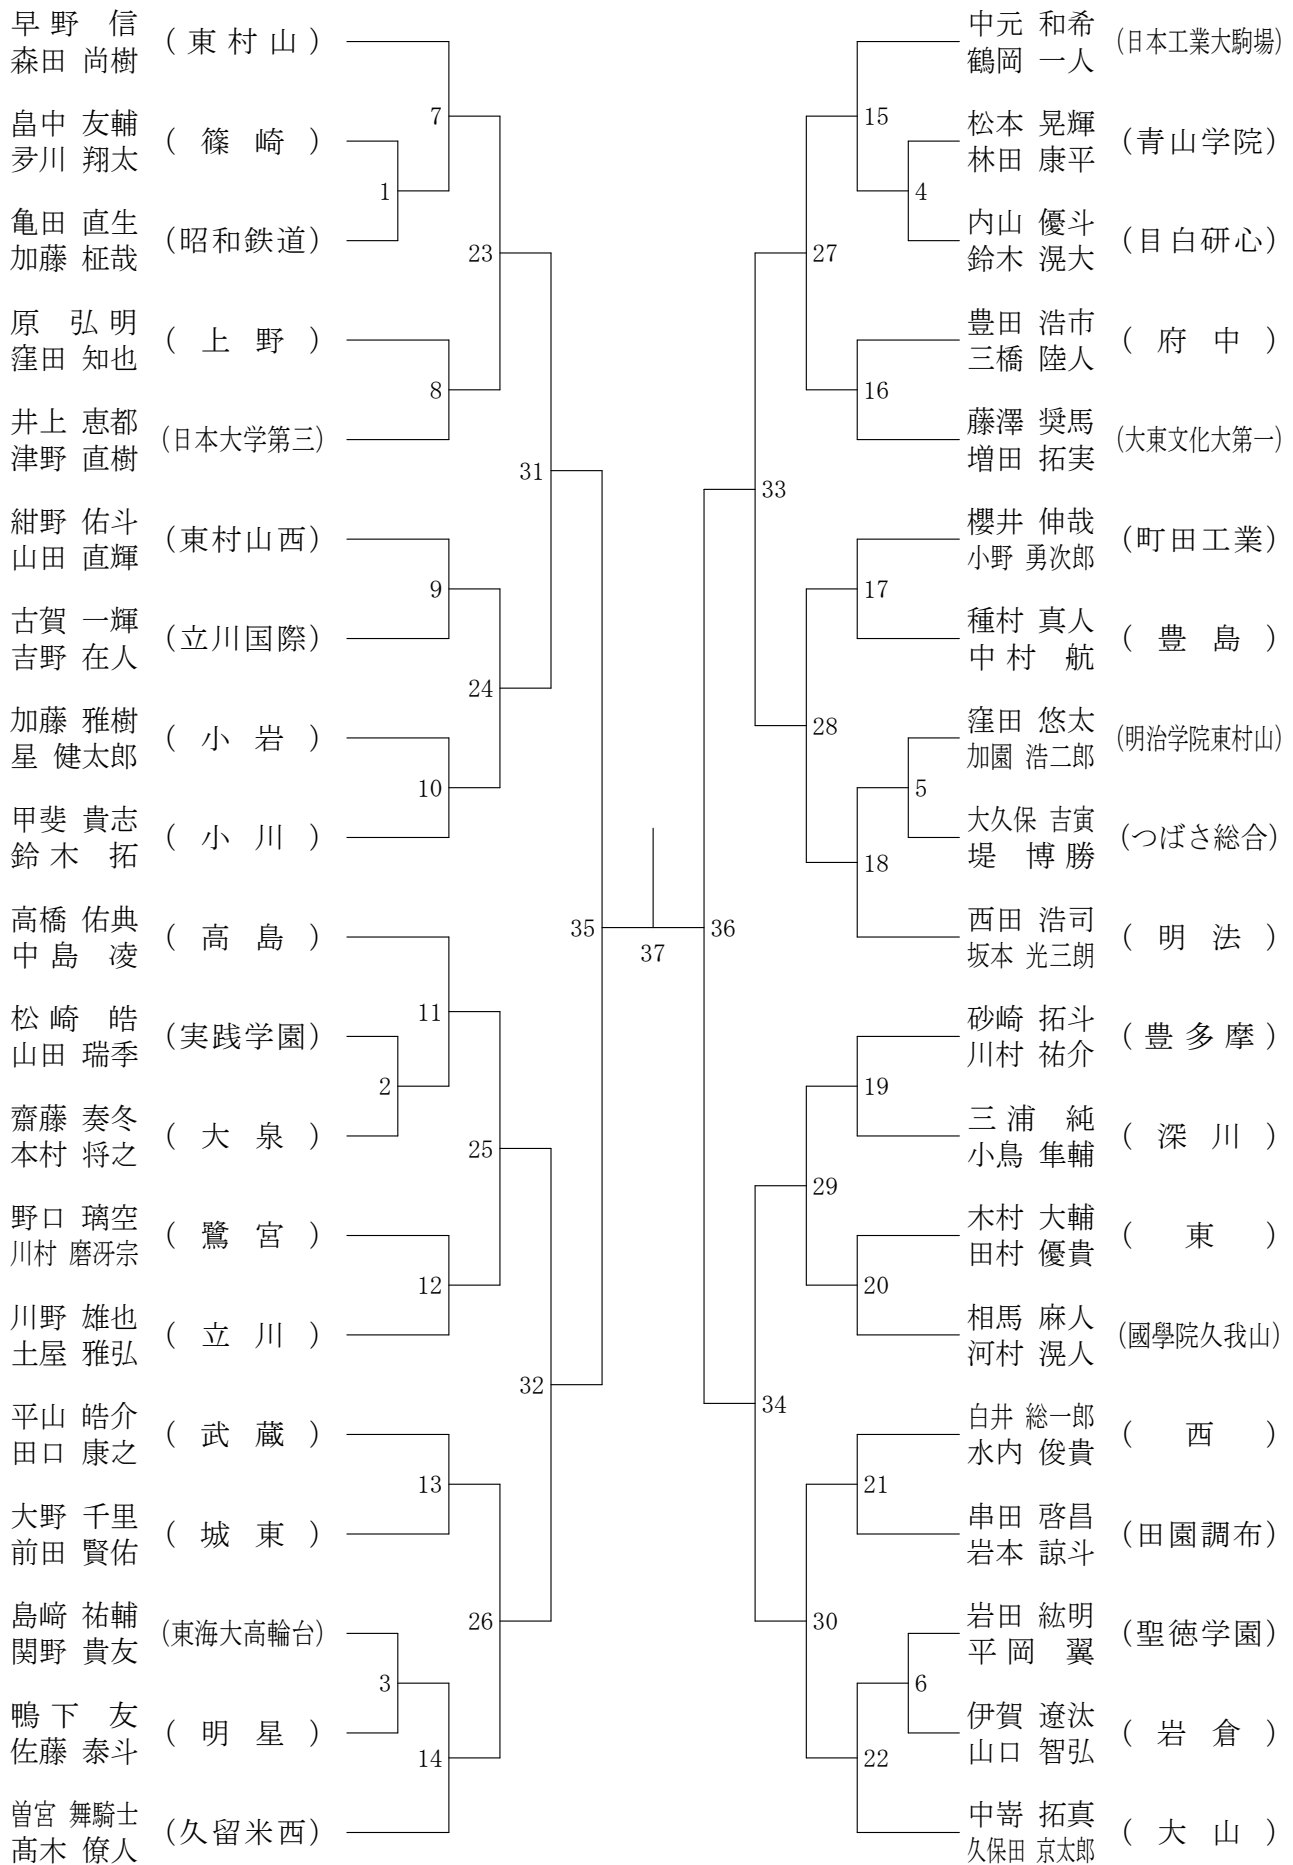 早野 信
森田 尚樹
(東村山)
畠中 友輔
夛川 翔太
(篠崎)
亀田 直生
加藤 柾哉
(昭和鉄道)
原 弘明
窪田 知也
(上野)
井上 恵都
津野 直樹
(日本大学第三)
紺野 佑斗
山田 直輝
(東村山西)
古賀 一輝
吉野 在人
(立川国際)
加藤 雅樹
星 健太郎
(小岩)
甲斐 貴志
鈴木 拓
(小川)
高橋 佑典
中島 凌
(高島)
松崎 皓
山田 瑞季
(実践学園)
齋藤 奏冬
本村 将之
(大泉)
野口 璃空
川村 磨冴宗
(鷺宮)
川野 雄也
土屋 雅弘
(立川)
平山 皓介
田口 康之
(武蔵)
大野 千里
前田 賢佑
(城東)
島﨑 祐輔
関野 貴友
(東海大高輪台)
鴨下 友
佐藤 泰斗
(明星)
曽宮 舞騎士
髙木 僚人
(久留米西)
7
1
23
8
31
9
24
10
35
11
2
25
12
32
13
26
3
14
37
36
15
4
27
16
33
17
28
5
18
19
29
20
34
21
30
6
22
中元 和希
鶴岡 一人
(日本工業大駒場)
松本 晃輝
林田 康平
(青山学院)
内山 優斗
鈴木 滉大
(目白研心)
豊田 浩市
三橋 陸人
(府中)
藤澤 奨馬
増田 拓実
(大東文化大第一)
櫻井 伸哉
小野 勇次郎
(町田工業)
種村 真人
中村 航
(豊島)
窪田 悠太
加園 浩二郎
(明治学院東村山)
大久保 吉寅
堤 博勝
(つばさ総合)
西田 浩司
坂本 光三朗
(明法)
砂崎 拓斗
川村 祐介
(豊多摩)
三浦 純
小鳥 隼輔
(深川)
木村 大輔
田村 優貴
(東)
相馬 麻人
河村 滉人
(國學院久我山)
白井 総一郎
水内 俊貴
(西)
串田 啓昌
岩本 諒斗
(田園調布)
岩田 紘明
平岡 翼
(聖徳学園)
伊賀 遼汰
山口 智弘
(岩倉)
中嵜 拓真
久保田 京太郎
(大山)